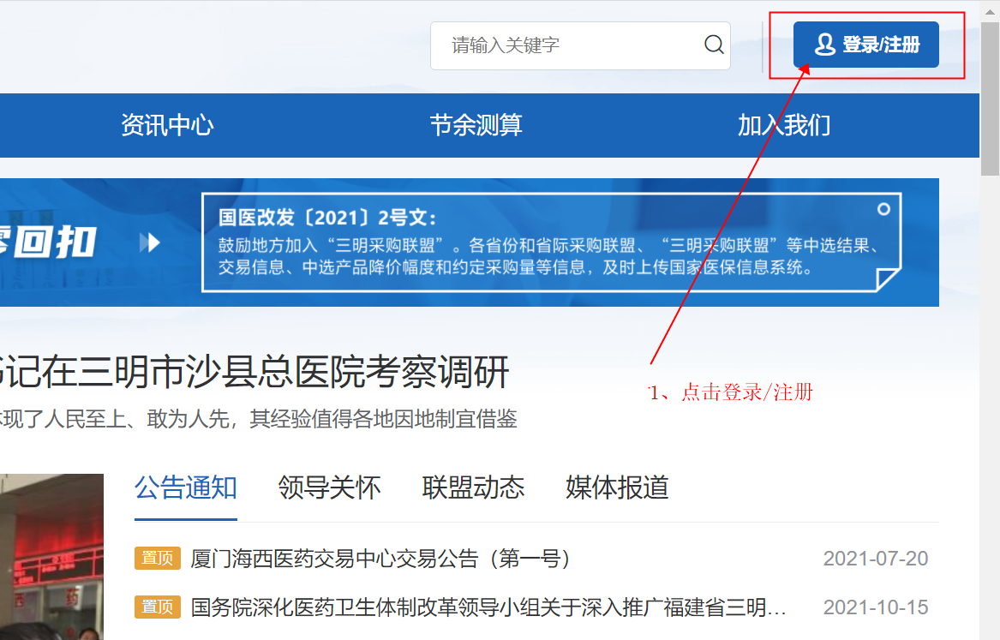 请输入关键字
登录/注册
资讯中心
节余测算
加入我们
回扣
国医改发〔2021〕2号文：
鼓励地方加入“三明采购联盟”。各省份和省际采购联盟、“三明采购联盟”等中选结果、
交易信息、中选产品降价幅度和约定采购量等信息，及时上传国家医保信息系统。
记在三明市沙县总医院考察调研
1、点击登录/注册
现了人民至上、敢为人先，其经验值得各地因地制宜借鉴
公告通知
领导关怀
联盟动态
媒体报道
置顶 厦门海西医药交易中心交易公告（第一号） 2021-07-20
置顶 国务院深化医药卫生体制改革领导小组关于深入推广福建省三明... 2021-10-15
药